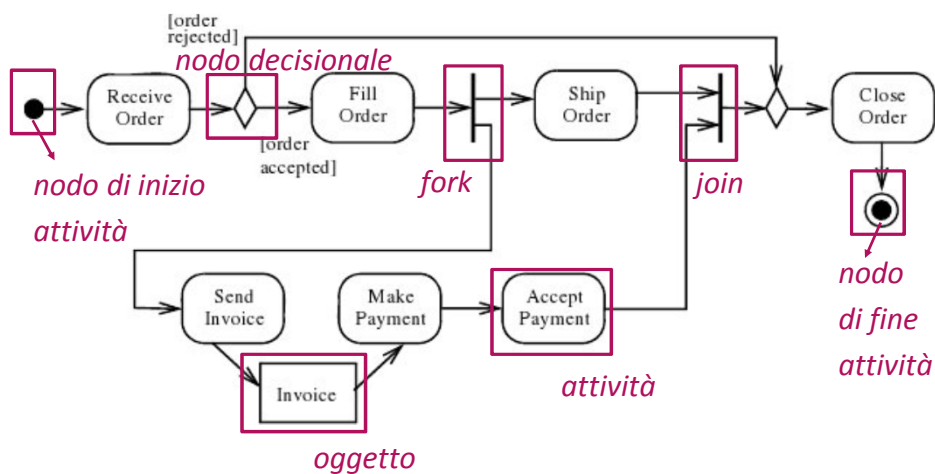 [order
rejected]
nodo decisionale
Receive
Order
Fill
Order
Ship
Order
Close
Order
[order
accepted]
fork
join
nodo di inizio
attività
nodo
di fine
attività
Send
Invoice
Make
Payment
Accept
Payment
Invoice
attività
oggetto